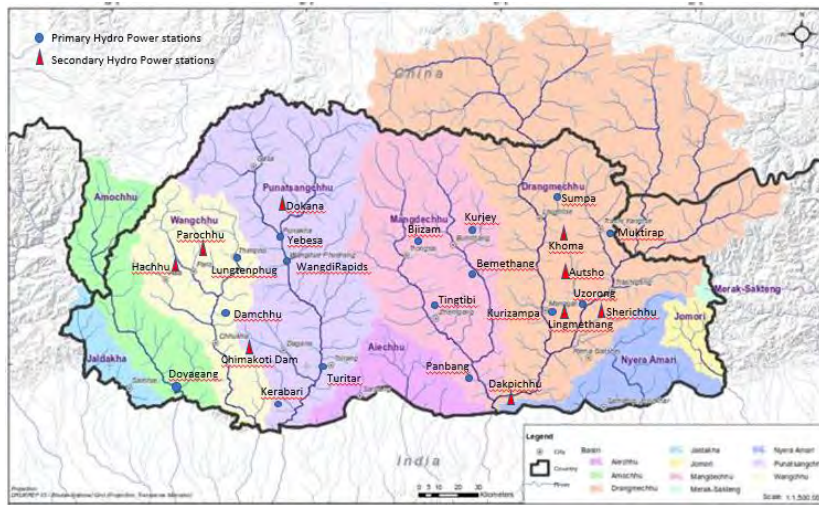 Primary Hydro Power stations
Secondary Hydro Power stations
China
Amochhu
Punatsangchhu
Dokana
Drangmechhu
Sumpa
Wangchhu
Parochhu
Yebesa
Mangdechhu
Kurjey
Bjizam
Khoma
Muktirap
Hachhu
Lungtenphug
WangdiRapids
Bemethang
Autsho
Merak-Sakteng
Damchhu
Tingtibi
Uzorong
Kurizampa
Lingmethang
Sherichhu
Jomori
Jaldakha
Chimakoti Dam
Aiechhu
Nyera Amari
Doyagang
Turitar
Panbang
Dakpichhu
Kerabari
India
Legend
City
Country
River
Basin
Aiechhu
Amochhu
Drangmechhu
Jaldakha
Jomori
Mangdechhu
Merak-Sakteng
Nyera Amari
Punatsangchhu
Wangchhu
Kilometers
Projection